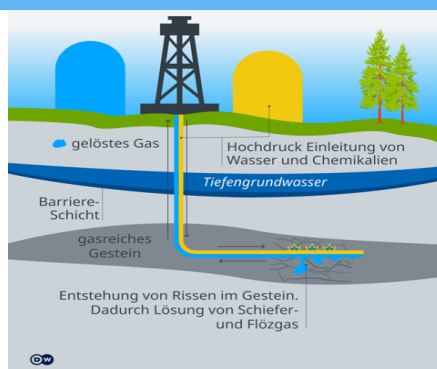 gelöstes Gas
Hochdruck Einleitung von
Wasser und Chemikalien
Tiefengrundwasser
Barriere-
Schicht
gasreiches
Gestein
Entstehung von Rissen im Gestein.
Dadurch Lösung von Schiefer-
und Flözgas
DW